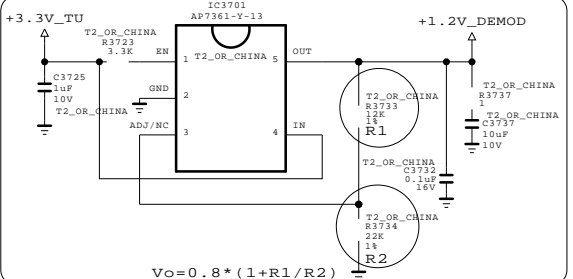 IC3701
AP7361-Y-13
+3.3V_TU
+1.2V_DEMOD
T2_OR_CHINA
R3723
3.3K
EN
1
T2_OR_CHINA
5
OUT
C3725
1uF
10V
T2_OR_CHINA
GND
2
ADJ/NC
3
4
IN
T2_OR_CHINA
R3733
12K
1%
R1
T2_OR_CHINA
R3737
1
T2_OR_CHINA
C3737
10uF
10V
T2_OR_CHINA
C3732
0.1uF
16V
T2_OR_CHINA
R3734
22K
1%
R2
Vo=0.8*(1+R1/R2)